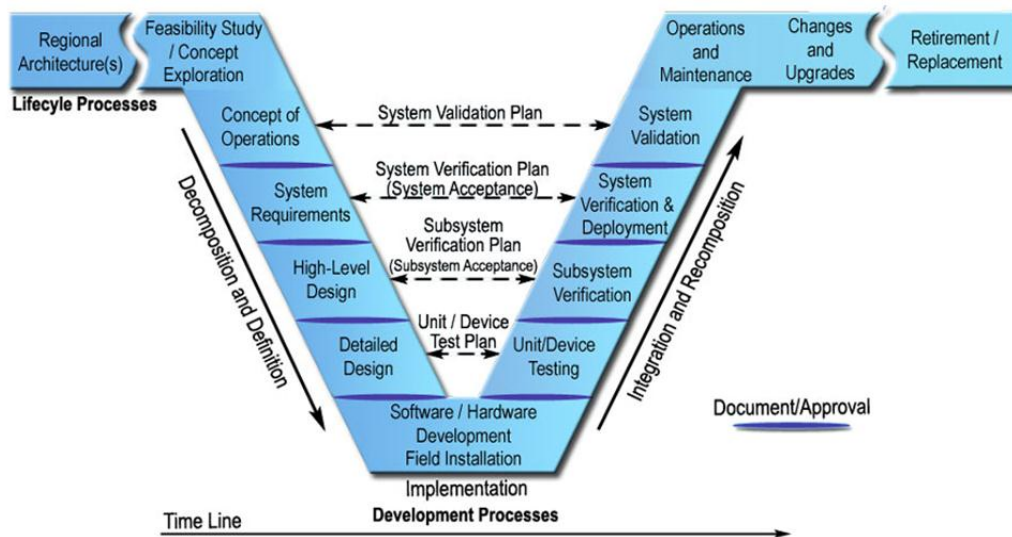 Regional
Architecture(s)
Feasibility Study
/ Concept
Exploration
Operations
and
Maintenance
Changes
and
Upgrades
Retirement /
Replacement
Lifecyle Processes
Concept of
Operations
System Validation Plan
System
Validation
System
Requirements
System Verification Plan
(System Acceptance)
System
Verification &
Deployment
High-Level
Design
Subsystem
Verification Plan
(Subsystem Acceptance)
Subsystem
Verification
Detailed
Design
Unit / Device
Test Plan
Unit/Device
Testing
Decomposition and Definition
Integration and Recomposition
Software / Hardware
Development
Field Installation
Document/Approval
Implementation
Development Processes
Time Line